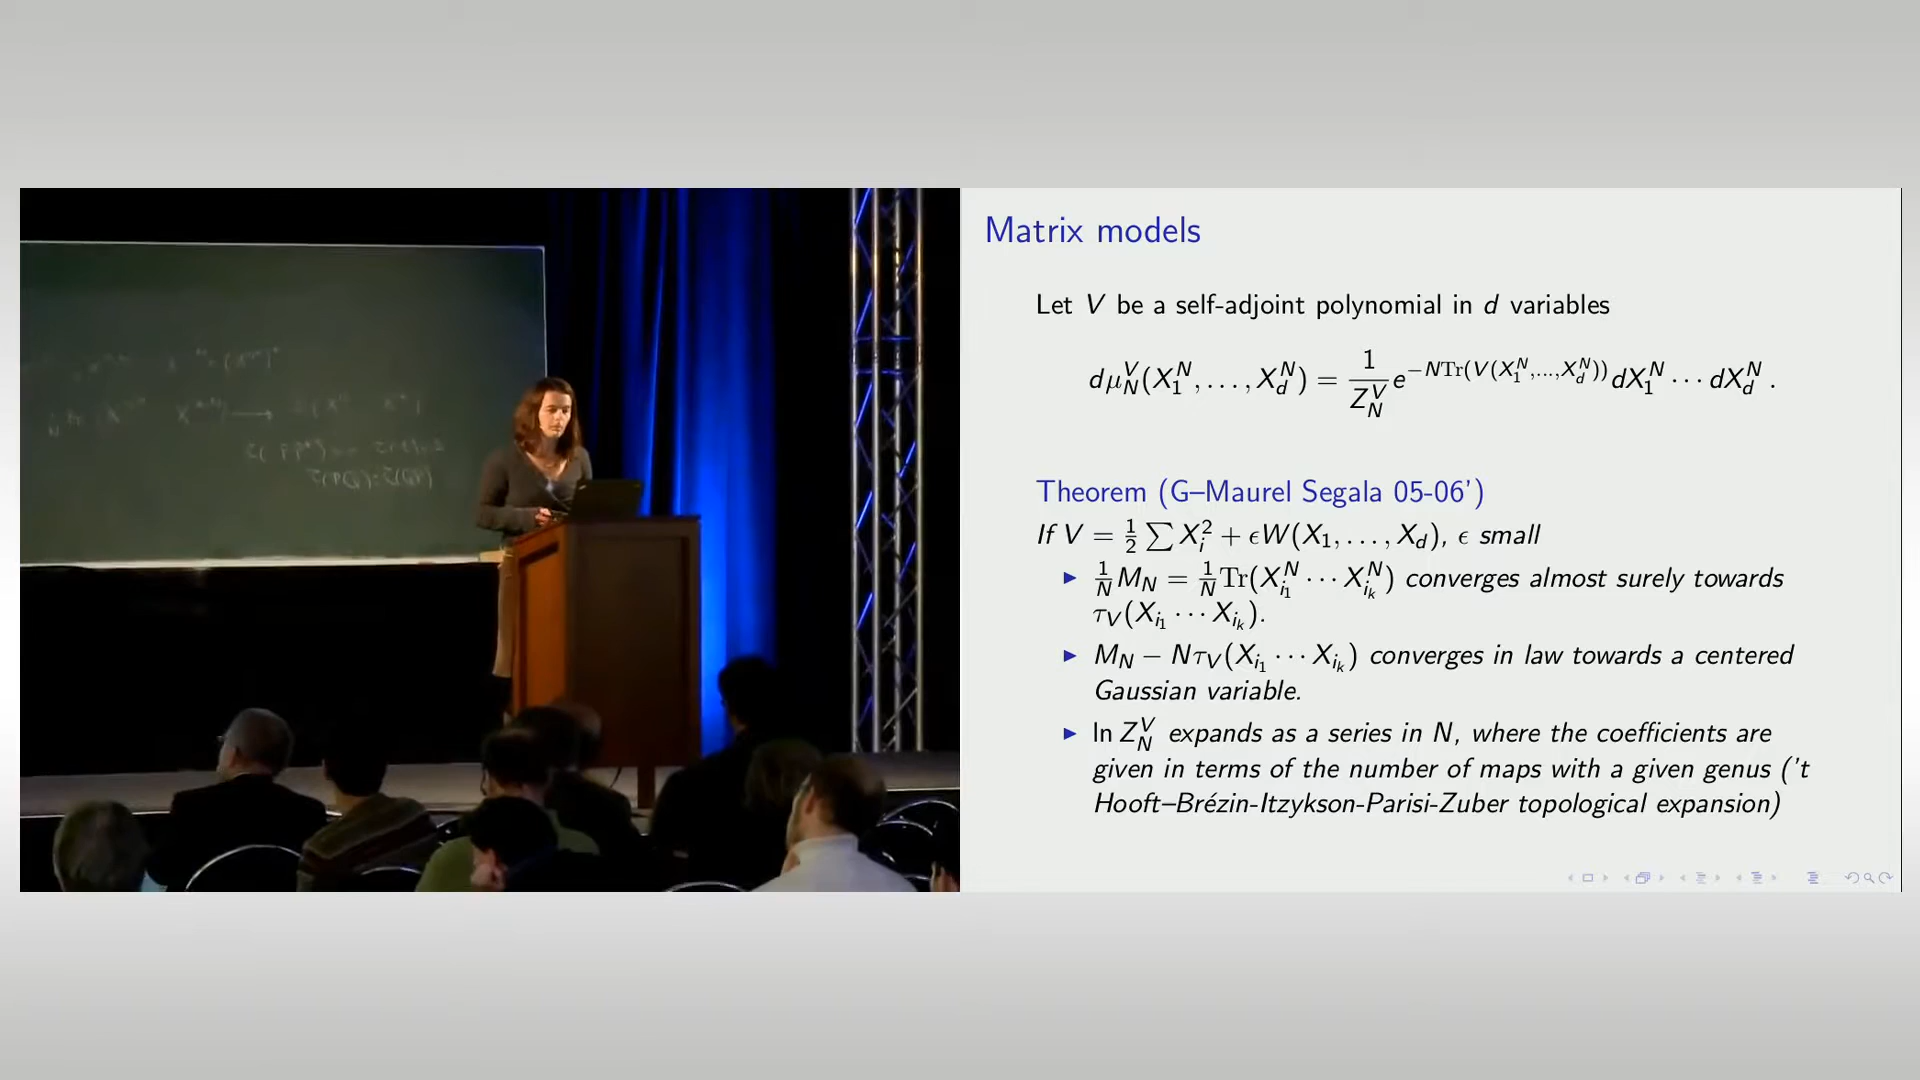 Matrix models
Let V be a self-adjoint polynomial in d variables
dμ_N^V(X_1^N, . . . , X_d^N) = \frac{1}{Z_N^V} e^{−NTr(V(X_1^N,...,X_d^N))} dX_1^N · · · dX_d^N .
Theorem (G–Maurel Segala 05-06')
If V = \frac{1}{2} ∑ X_i^2 + ϵW(X_1, . . . , X_d), ϵ small
▶ \frac{1}{N} M_N = \frac{1}{N} Tr(X_{i_1}^N · · · X_{i_k}^N) converges almost surely towards
τ_V(X_{i_1} · · · X_{i_k}).
▶ M_N − Nτ_V(X_{i_1} · · · X_{i_k}) converges in law towards a centered
Gaussian variable.
▶ ln Z_N^V expands as a series in N, where the coefficients are
given in terms of the number of maps with a given genus ('t
Hooft–Brézin-Itzykson-Parisi-Zuber topological expansion)